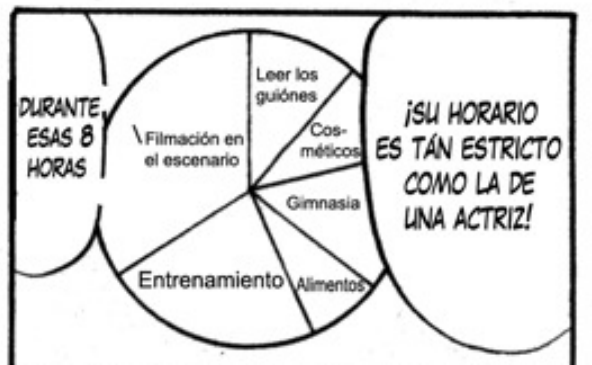 DURANTE
ESAS 8
HORAS
Filmación en
el escenario
Leer los
guiónes
Cos-
méticos
Gimnasia
Alimentos
Entrenamiento
¡SU HORARIO
ES TÁN ESTRICTO
COMO LA DE
UNA ACTRIZ!